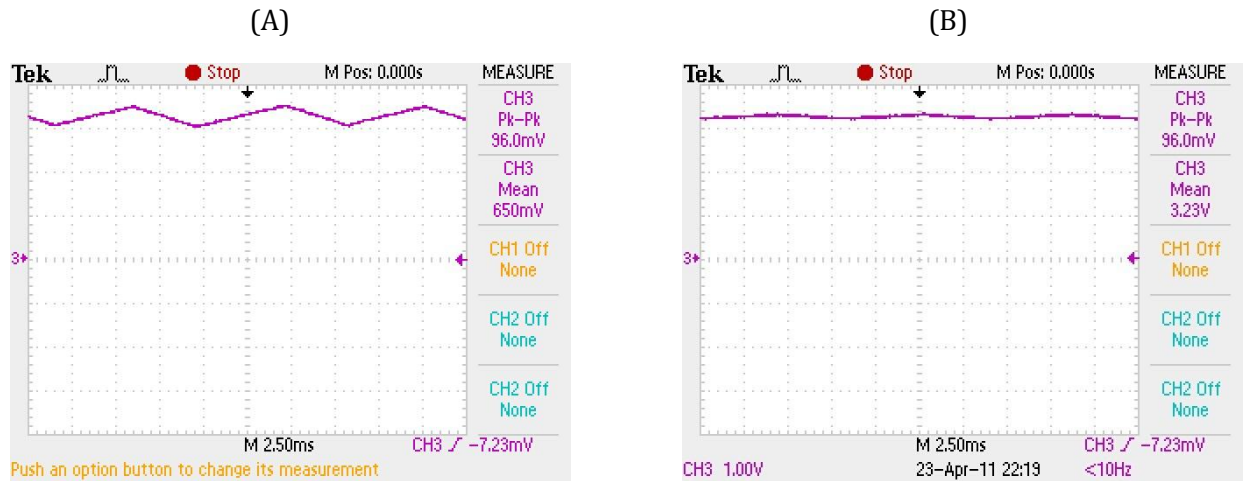 (A)
Tek Stop M Pos: 0.000s MEASURE
CH3
Pk-Pk
96.0mV
CH3
Mean
650mV
3
CH1 Off
None
CH2 Off
None
CH2 Off
None
M 2.50ms CH3 -7.23mV
Push an option button to change its measurement
(B)
Tek Stop M Pos: 0.000s MEASURE
CH3
Pk-Pk
96.0mV
CH3
Mean
3.23V
3
CH1 Off
None
CH2 Off
None
CH2 Off
None
M 2.50ms CH3 -7.23mV
CH3 1.00V 23-Apr-11 22:19 <10Hz